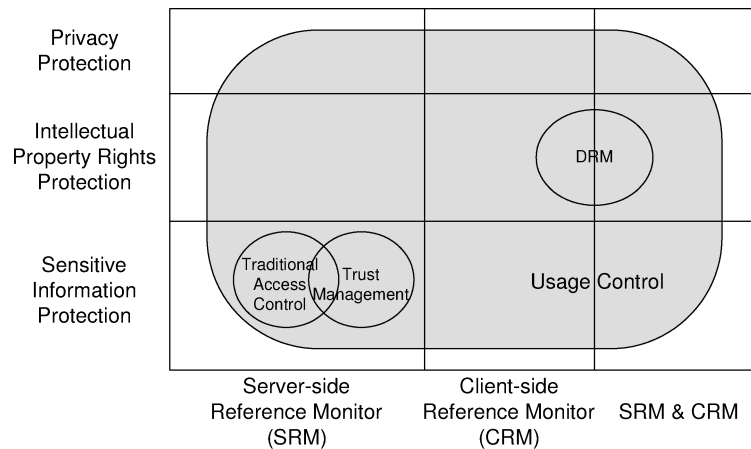 Privacy
Protection
Intellectual
Property Rights
Protection
DRM
Sensitive
Information
Protection
Traditional
Access
Control
Trust
Management
Usage Control
Server-side
Reference Monitor
(SRM)
Client-side
Reference Monitor
(CRM)
SRM & CRM